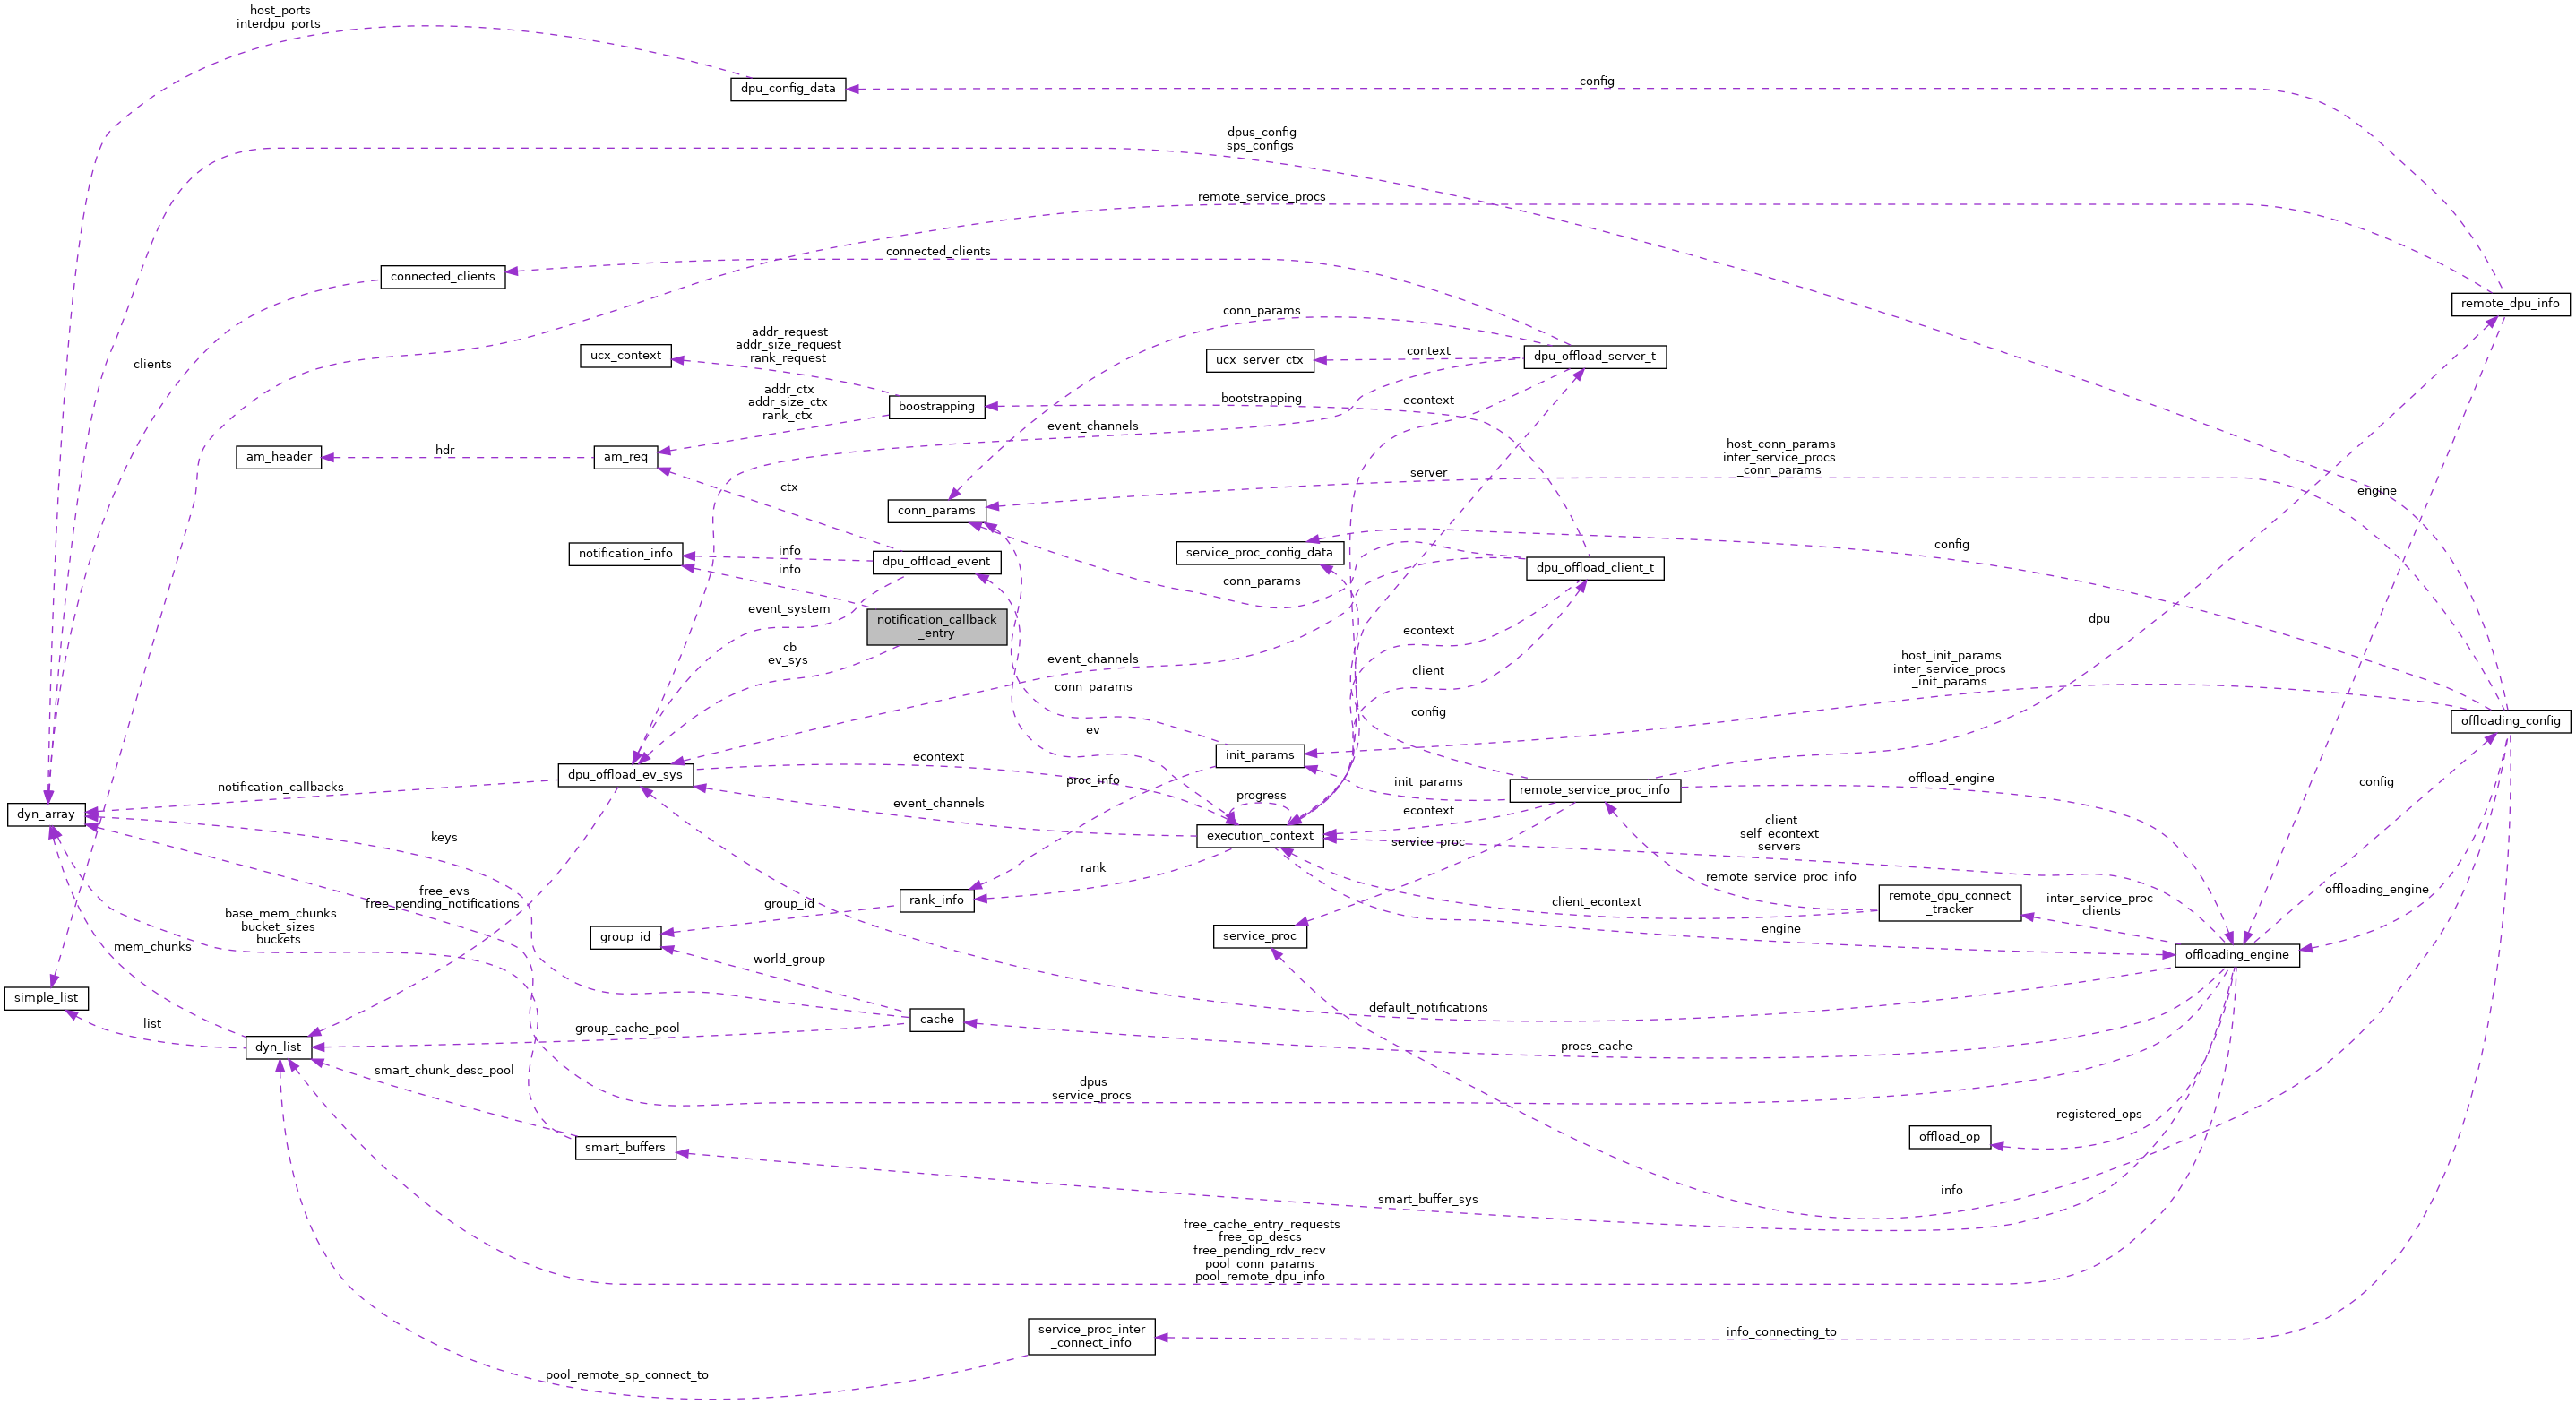 host_ports
interdpu_ports
dpu_config_data
config
dpus_config
sps_configs
remote_service_procs
connected_clients
connected_clients
remote_dpu_info
conn_params
addr_request
addr_size_request
rank_request
ucx_context
ucx_server_ctx
context
dpu_offload_server_t
clients
addr_ctx
addr_size_ctx
rank_ctx
boostrapping
bootstrapping
econtext
event_channels
am_header
hdr
am_req
host_conn_params
inter_service_procs
_conn_params
server
ctx
engine
conn_params
notification_info
info
info
dpu_offload_event
service_proc_config_data
config
dpu_offload_client_t
conn_params
event_system
notification_callback
_entry
dpu
cb
ev_sys
event_channels
econtext
client
host_init_params
inter_service_procs
_init_params
conn_params
config
offloading_config
ev
init_params
dpu_offload_ev_sys
econtext
proc_info
init_params
remote_service_proc_info
offload_engine
config
notification_callbacks
dyn_array
event_channels
progress
econtext
execution_context
keys
client
self_econtext
servers
service_proc
rank
remote_service_proc_info
free_evs
free_pending_notifications
group_id
rank_info
client_econtext
remote_dpu_connect
_tracker
inter_service_proc
_clients
offloading_engine
base_mem_chunks
bucket_sizes
buckets
mem_chunks
group_id
service_proc
engine
offloading_engine
world_group
simple_list
list
default_notifications
cache
group_cache_pool
dyn_list
procs_cache
smart_chunk_desc_pool
dpus
service_procs
registered_ops
offload_op
smart_buffers
smart_buffer_sys
info
free_cache_entry_requests
free_op_descs
free_pending_rdv_recv
pool_conn_params
pool_remote_dpu_info
service_proc_inter
_connect_info
info_connecting_to
pool_remote_sp_connect_to